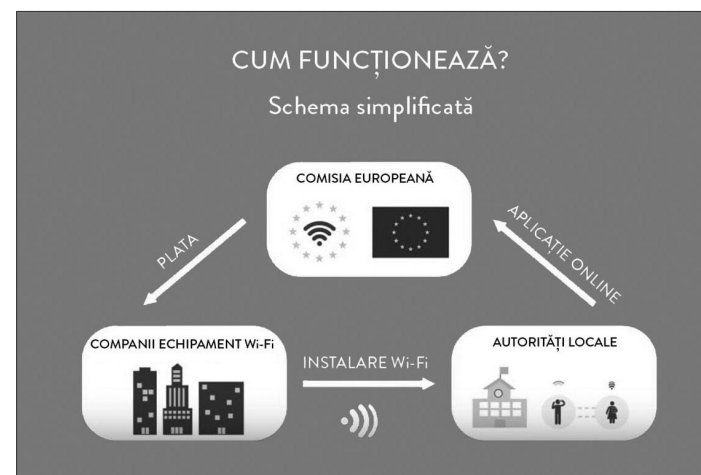 CUM FUNCȚIONEAZĂ?
Schema simplificată
COMISIA EUROPEANĂ
PLATA
APLICAȚIE ONLINE
COMPANII ECHIPAMENT Wi-Fi
INSTALARE Wi-Fi
AUTORITĂȚI LOCALE